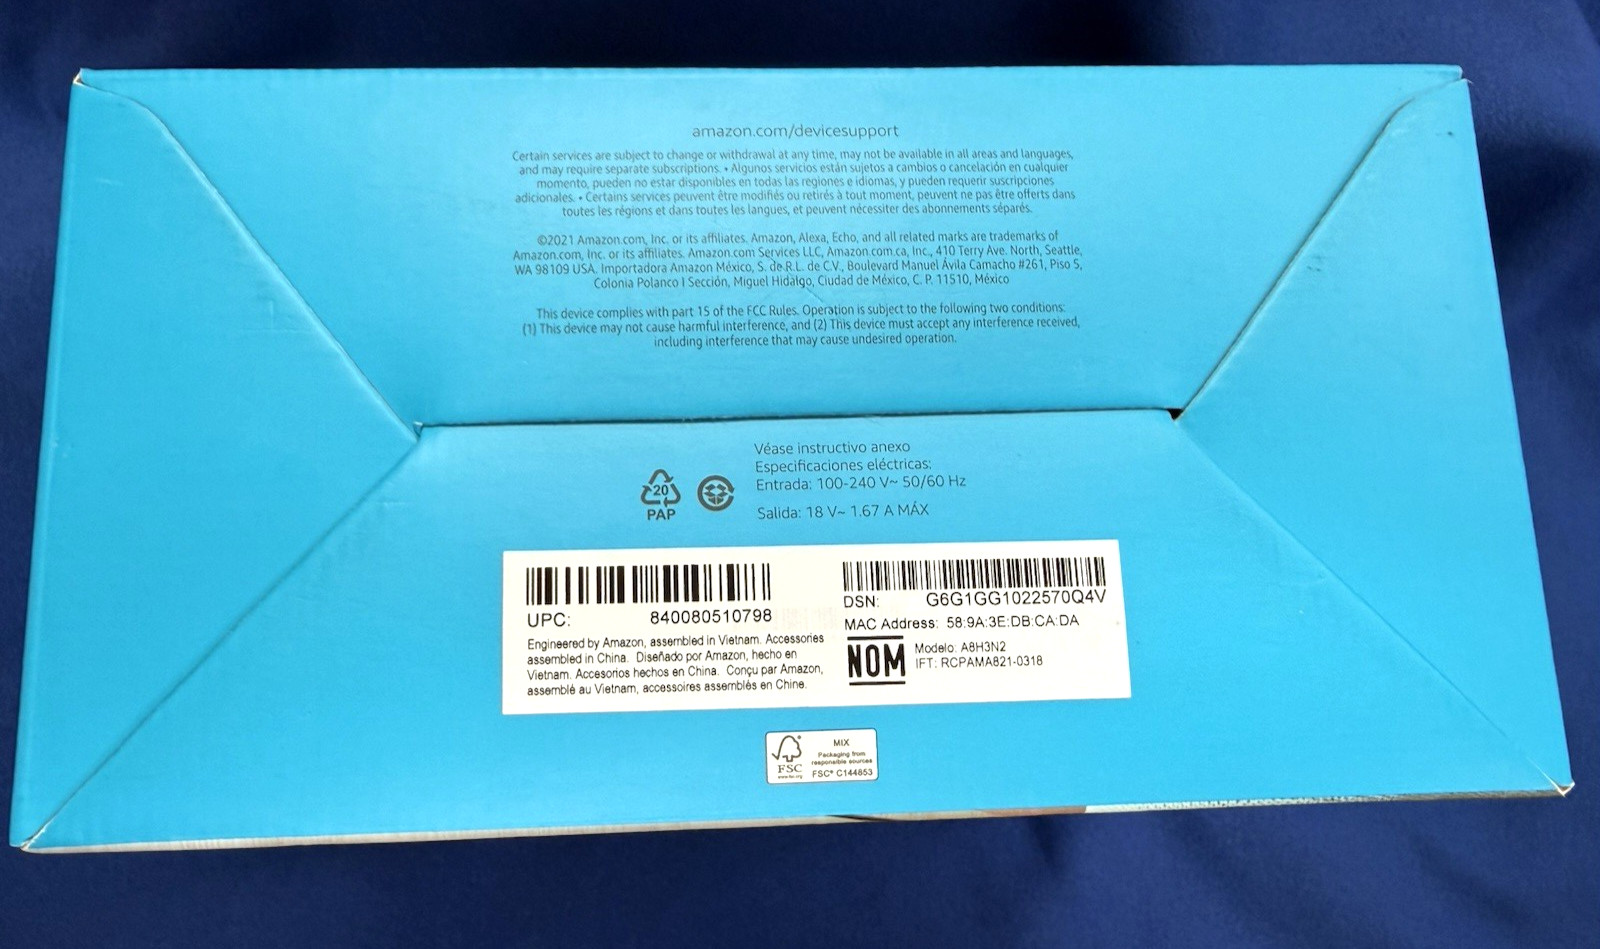 amazon.com/devicesupport
Certain services are subject to change or withdrawal at any time, may not be available in all areas and languages,
and may require separate subscriptions. • Algunos servicios están sujetos a cambios o cancelación en cualquier
momento, pueden no estar disponibles en todas las regiones e idiomas, y pueden requerir suscripciones
adicionales. • Certains services peuvent être modifiés ou retirés à tout moment, peuvent ne pas être offerts dans
toutes les régions et dans toutes les langues, et peuvent nécessiter des abonnements séparés.
©2021 Amazon.com, Inc. or its affiliates. Amazon, Alexa, Echo, and all related marks are trademarks of
Amazon.com, Inc. or its affiliates. Amazon.com Services LLC, Amazon.com.ca, Inc., 410 Terry Ave. North, Seattle,
WA 98109 USA. Importadora Amazon México, S. de R.L. de C.V., Boulevard Manuel Ávila Camacho #261, Piso 5,
Colonia Polanco I Sección, Miguel Hidalgo, Ciudad de México, C. P. 11510, México
This device complies with part 15 of the FCC Rules. Operation is subject to the following two conditions:
(1) This device may not cause harmful interference, and (2) This device must accept any interference received,
including interference that may cause undesired operation.
20
PAP
Véase instructivo anexo
Especificaciones eléctricas:
Entrada: 100-240 V~ 50/60 Hz
Salida: 18 V~ 1.67 A MÁX
UPC: 840080510798
Engineered by Amazon, assembled in Vietnam. Accessories
assembled in China. Diseñado por Amazon, hecho en
Vietnam. Accesorios hechos en China. Conçu par Amazon,
assemblé au Vietnam, accessoires assemblés en Chine.
DSN: G6G1GG1022570Q4V
MAC Address: 58:9A:3E:DB:CA:DA
NOM
Modelo: A8H3N2
IFT: RCPAMA821-0318
FSC
www.fsc.org
MIX
Packaging from
responsible sources
FSC® C144853